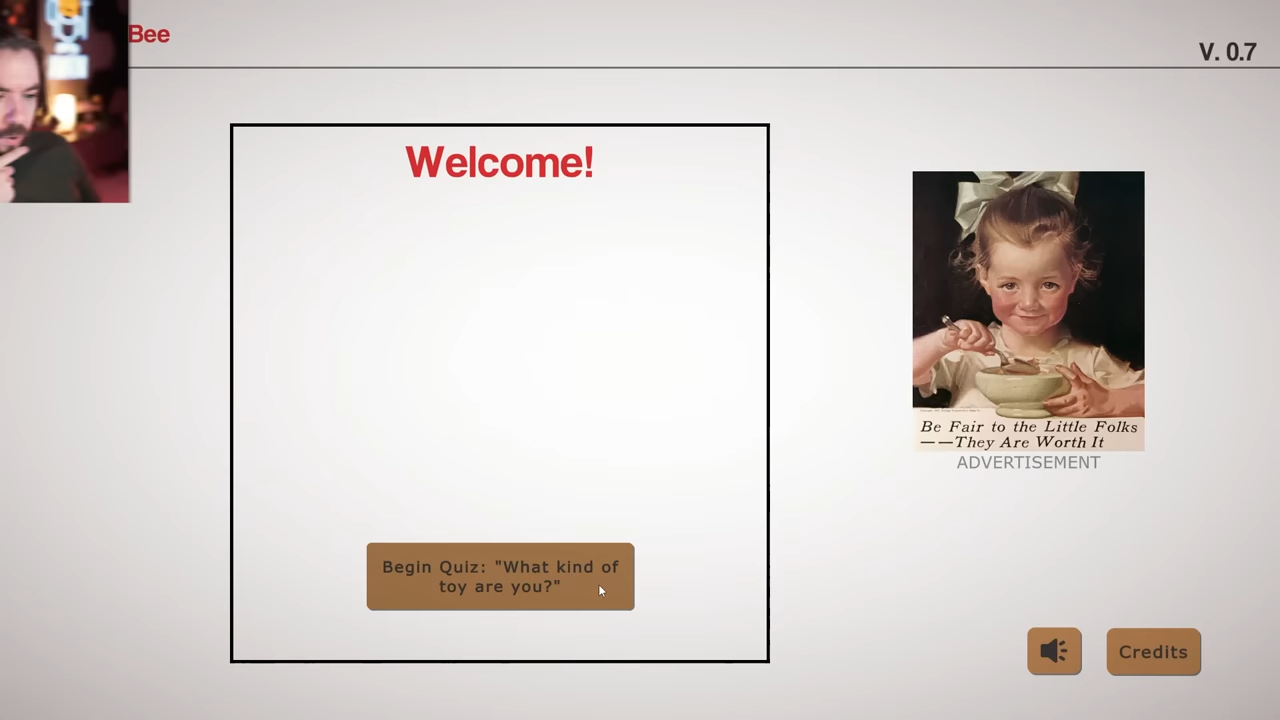 Bee
V. 0.7
Welcome!
Begin Quiz: "What kind of
toy are you?"
Be Fair to the Little Folks
——They Are Worth It
ADVERTISEMENT
Credits